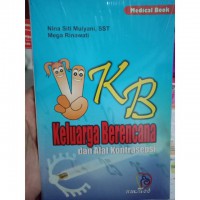 Medical Book
Nina Siti Mulyani, SST
Mega Rinawati
KB
Keluarga Berencana
dan Alat Kontrasepsi